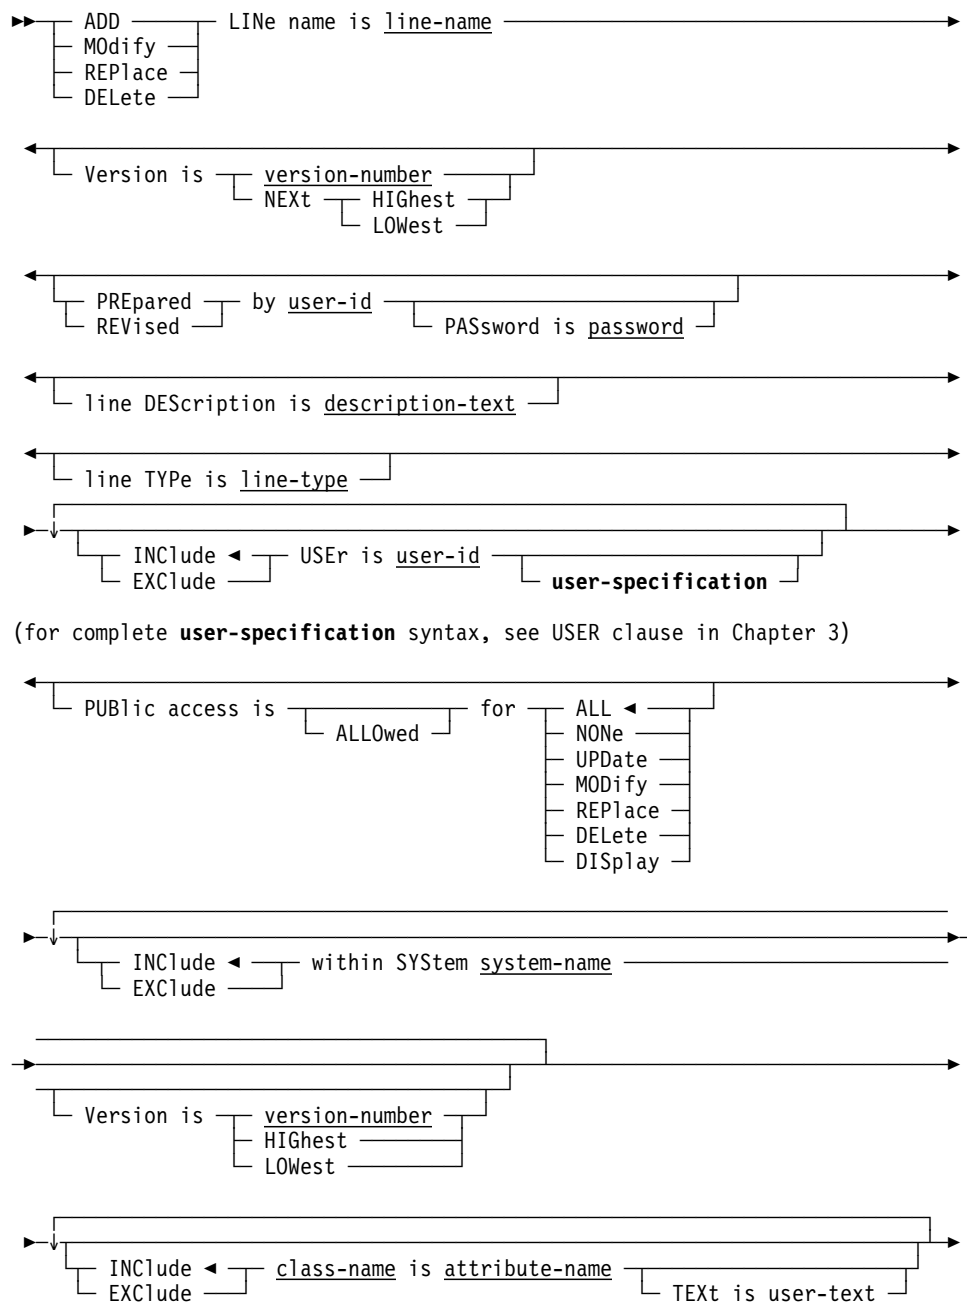 ADD LINe name is line-name
MOdify
REPlace
DELete
Version is version-number
NEXt HIGhest
LOWest
PREpared by user-id
REVised PASsword is password
line DEScription is description-text
line TYPe is line-type
INClude USEr is user-id
EXClude user-specification
(for complete user-specification syntax, see USER clause in Chapter 3)
PUBlic access is for ALL
ALLOwed NONe
UPDate
MODify
REPlace
DELete
DISplay
INClude within SYStem system-name
EXClude
Version is version-number
HIGhest
LOWest
INClude class-name is attribute-name
EXClude TEXt is user-text